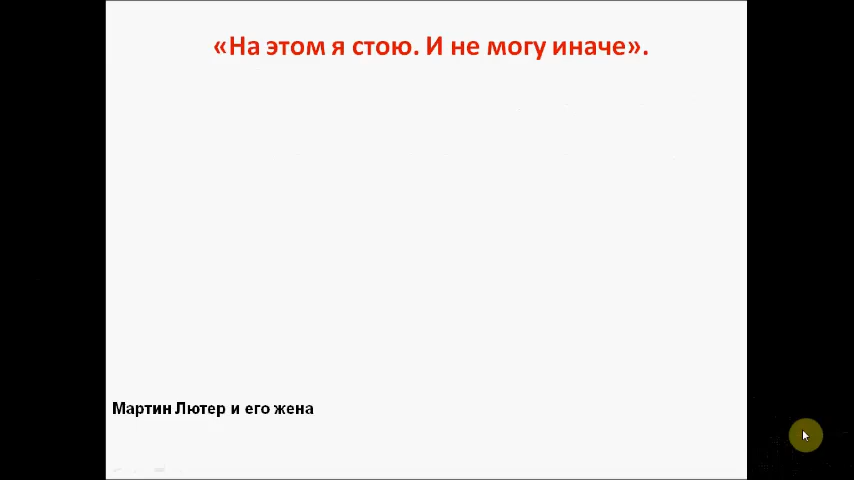 «На этом я стою. И не могу иначе».
Мартин Лютер и его жена